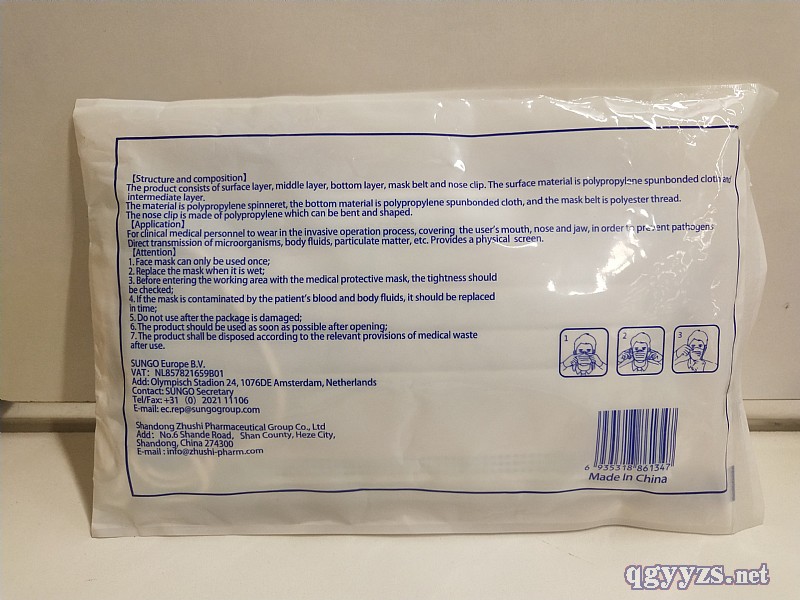 【Structure and composition】
The product consists of surface layer, middle layer, bottom layer, mask belt and nose clip. The surface material is polypropylene spunbonded cloth and
intermediate layer.
The material is polypropylene spinneret, the bottom material is polypropylene spunbonded cloth, and the mask belt is polyester thread.
The nose clip is made of polypropylene which can be bent and shaped.
【Application】
For clinical medical personnel to wear in the invasive operation process, covering the user's mouth, nose and jaw, in order to prevent pathogens
Direct transmission of microorganisms, body fluids, particulate matter, etc. Provides a physical screen.
【Attention】
1. Face mask can only be used once;
2. Replace the mask when it is wet;
3. Before entering the working area with the medical protective mask, the tightness should
be checked;
4. If the mask is contaminated by the patient's blood and body fluids, it should be replaced
in time;
5. Do not use after the package is damaged;
6. The product should be used as soon as possible after opening;
7. The product shall be disposed according to the relevant provisions of medical waste
after use.
1 2 3
SUNGO Europe B.V.
VAT: NL857821659B01
Add: Olympisch Stadion 24, 1076DE Amsterdam, Netherlands
Contact: SUNGO Secretary
Tel/Fax: +31（0）2021 11106
E-mail: ec.rep@sungogroup.com
Shandong Zhushi Pharmaceutical Group Co., Ltd
Add: No.6 Shande Road, Shan County, Heze City,
Shandong, China 274300
E-mail : info@zhushi-pharm.com
6 935318 861347
Made In China
qgyyzs.net